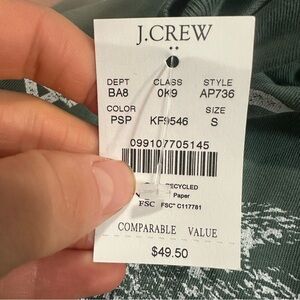 J.CREW
DEPT CLASS STYLE
BA8 0K9 AP736
COLOR SIZE
PSP KF9546 S
099107705145
RECYCLED
Paper
FSC FSC® C117781
COMPARABLE VALUE
$49.50